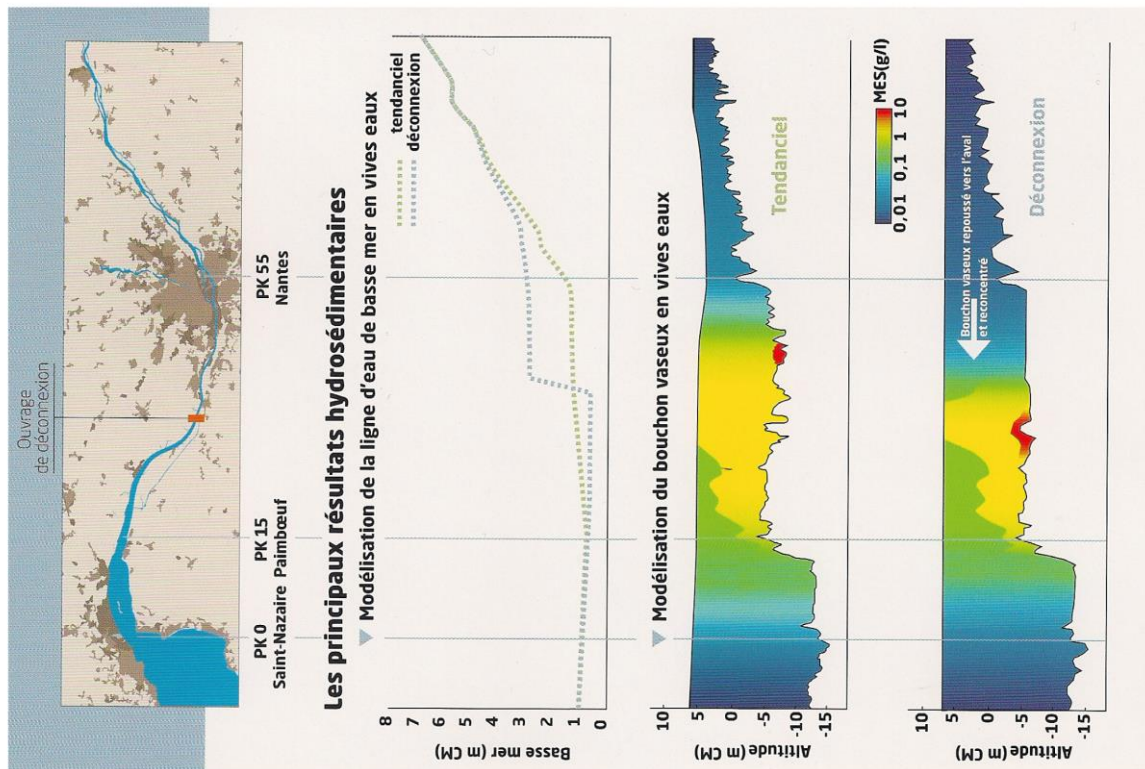 Ouvrage
de déconnexion
PK 0
Saint-Nazaire
PK 15
Paimbœuf
PK 55
Nantes
Les principaux résultats hydrosédimentaires
Modélisation de la ligne d'eau de basse mer en vives eaux
Basse mer (m CM)
8
7
6
5
4
3
2
1
0
tendanciel
déconnexion
Modélisation du bouchon vaseux en vives eaux
Altitude (m CM)
10
5
0
-5
-10
-15
Tendanciel
MES(g/l)
0,01
0,1
1
10
Altitude (m CM)
10
5
0
-5
-10
-15
Bouchon vaseux repoussé vers l'aval
et reconcentré
Déconnexion